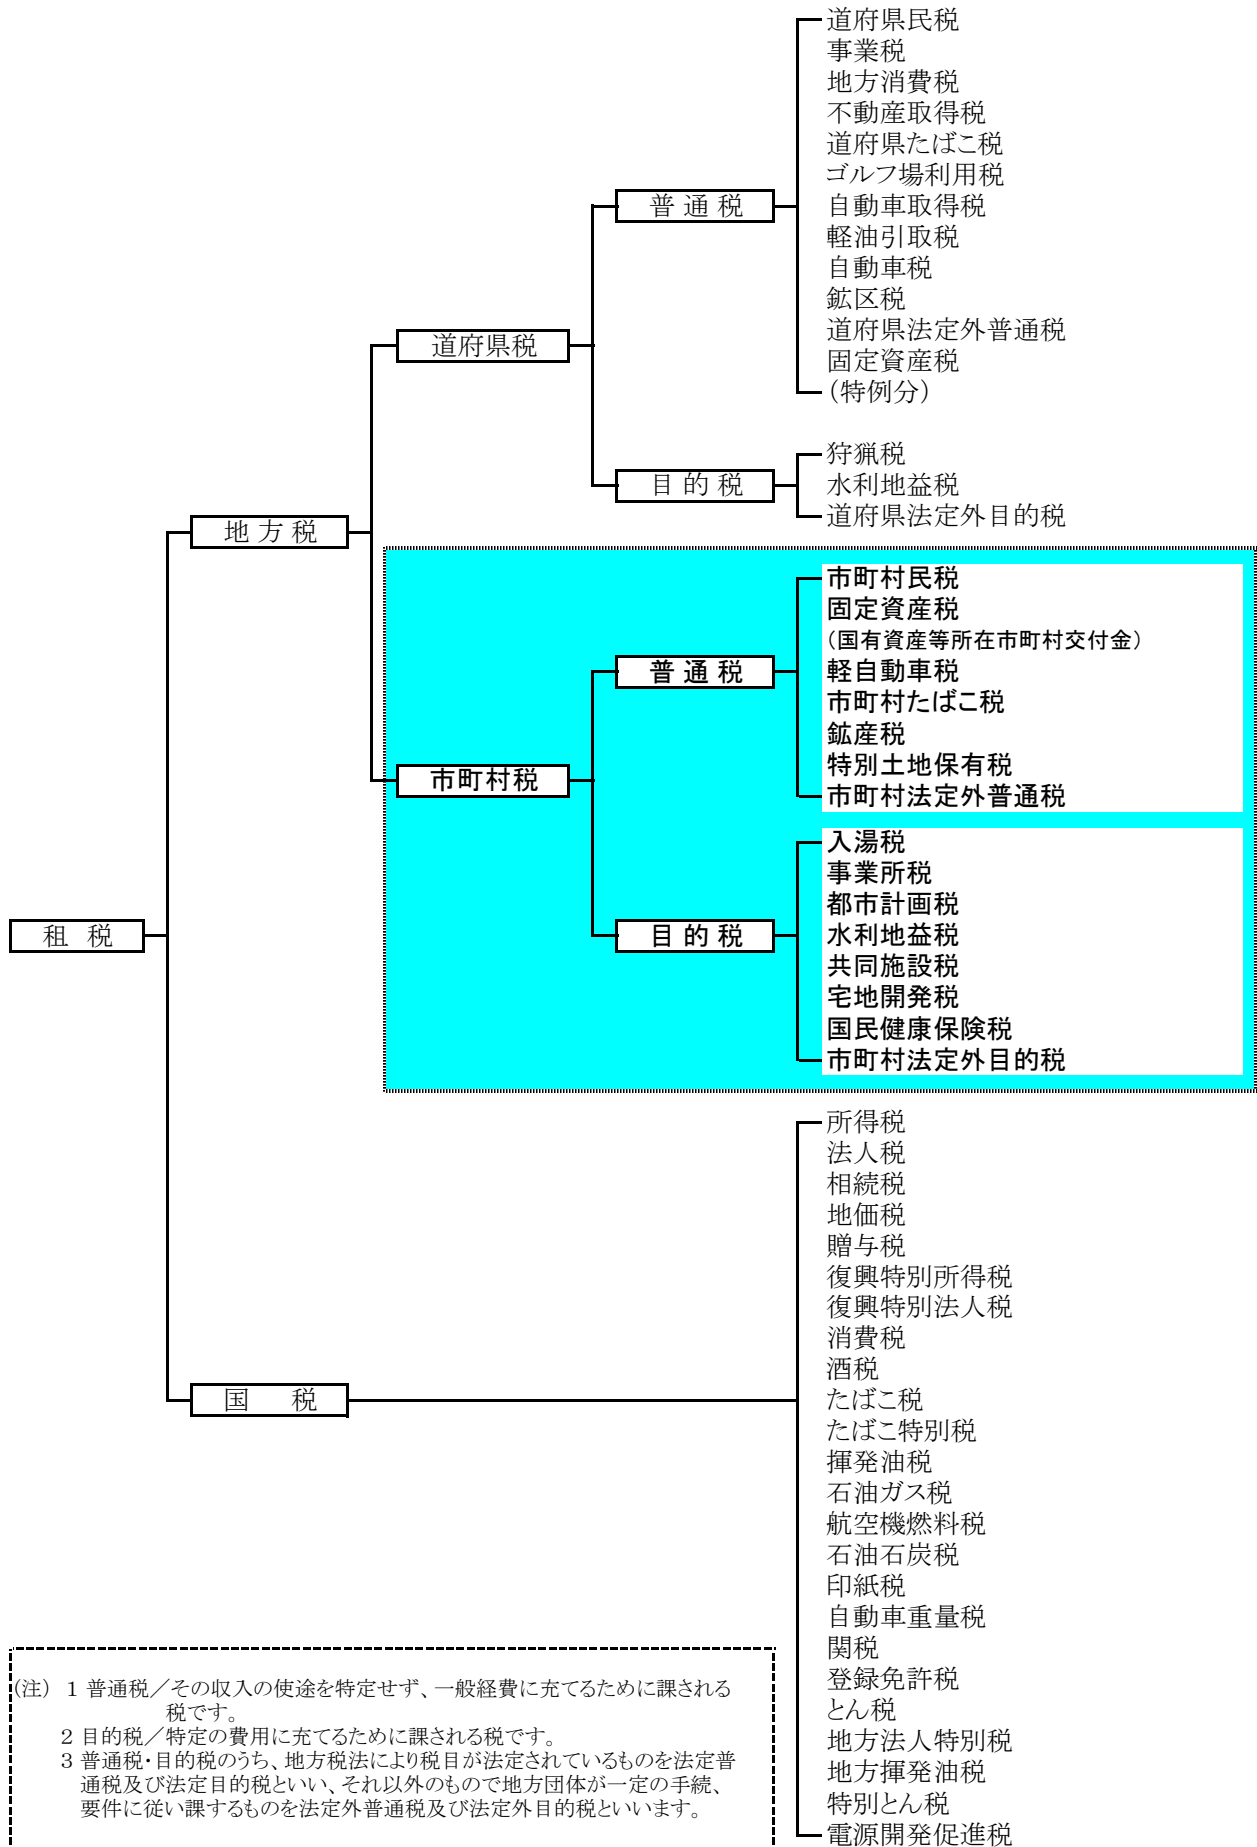 道府県民税
事業税
地方消費税
不動産取得税
道府県たばこ税
ゴルフ場利用税
普 通 税
自動車取得税
軽油引取税
自動車税
鉱区税
道府県法定外普通税
道府県税
固定資産税
(特例分)
狩猟税
目 的 税
水利地益税
道府県法定外目的税
地 方 税
市町村民税
固定資産税
(国有資産等所在市町村交付金)
普 通 税
軽自動車税
市町村たばこ税
鉱産税
特別土地保有税
市町村税
市町村法定外普通税
入湯税
事業所税
都市計画税
租 税
目 的 税
水利地益税
共同施設税
宅地開発税
国民健康保険税
市町村法定外目的税
所得税
法人税
相続税
地価税
贈与税
復興特別所得税
復興特別法人税
消費税
酒税
国 税
たばこ税
たばこ特別税
揮発油税
石油ガス税
航空機燃料税
石油石炭税
印紙税
自動車重量税
関税
登録免許税
とん税
地方法人特別税
地方揮発油税
特別とん税
電源開発促進税
(注) 1 普通税/その収入の使途を特定せず、一般経費に充てるために課される
税です。
2 目的税/特定の費用に充てるために課される税です。
3 普通税・目的税のうち、地方税法により税目が法定されているものを法定普
通税及び法定目的税といい、それ以外のもので地方団体が一定の手続、
要件に従い課するものを法定外普通税及び法定外目的税といいます。